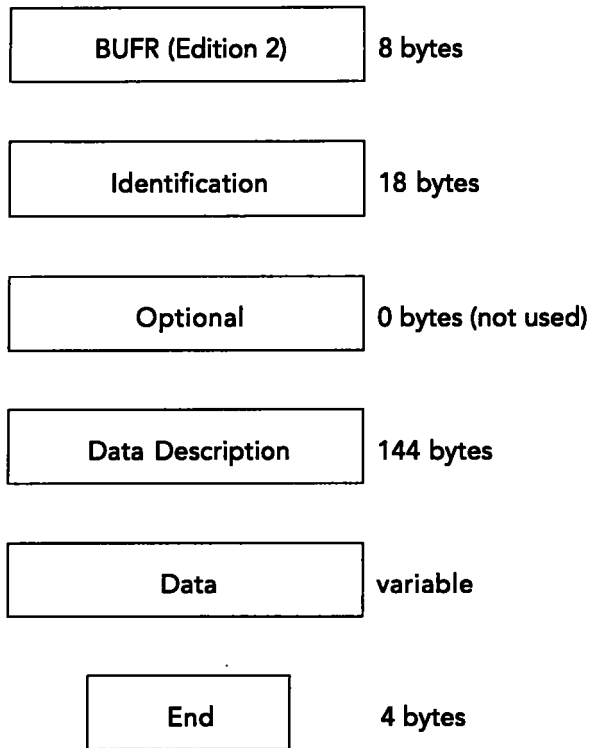 BUFR (Edition 2) 8 bytes
Identification 18 bytes
Optional 0 bytes (not used)
Data Description 144 bytes
Data variable
End 4 bytes